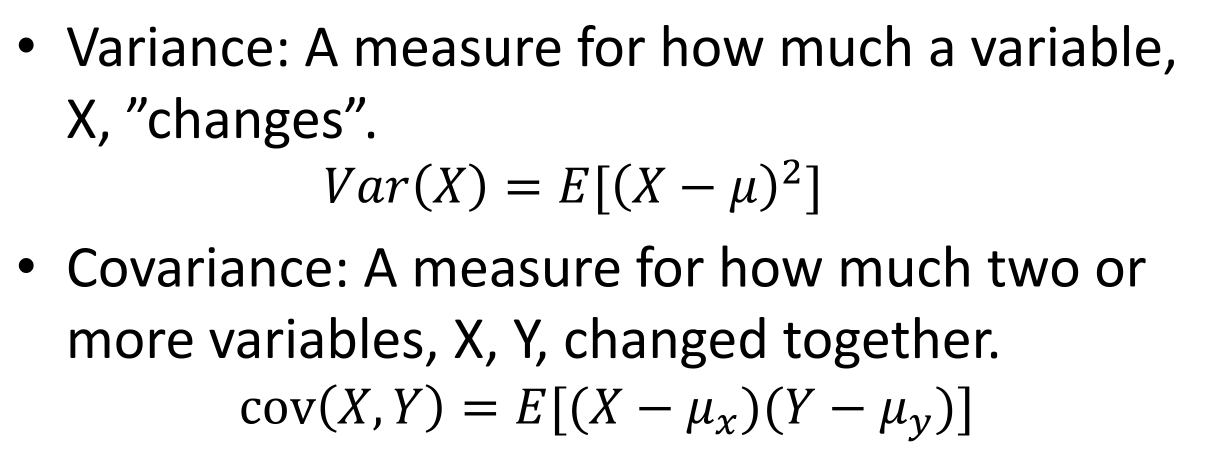 • Variance: A measure for how much a variable,
X, ”changes”.
Var(X) = E[(X − μ)²]
• Covariance: A measure for how much two or
more variables, X, Y, changed together.
cov(X, Y) = E[(X − μₓ)(Y − μ_y)]